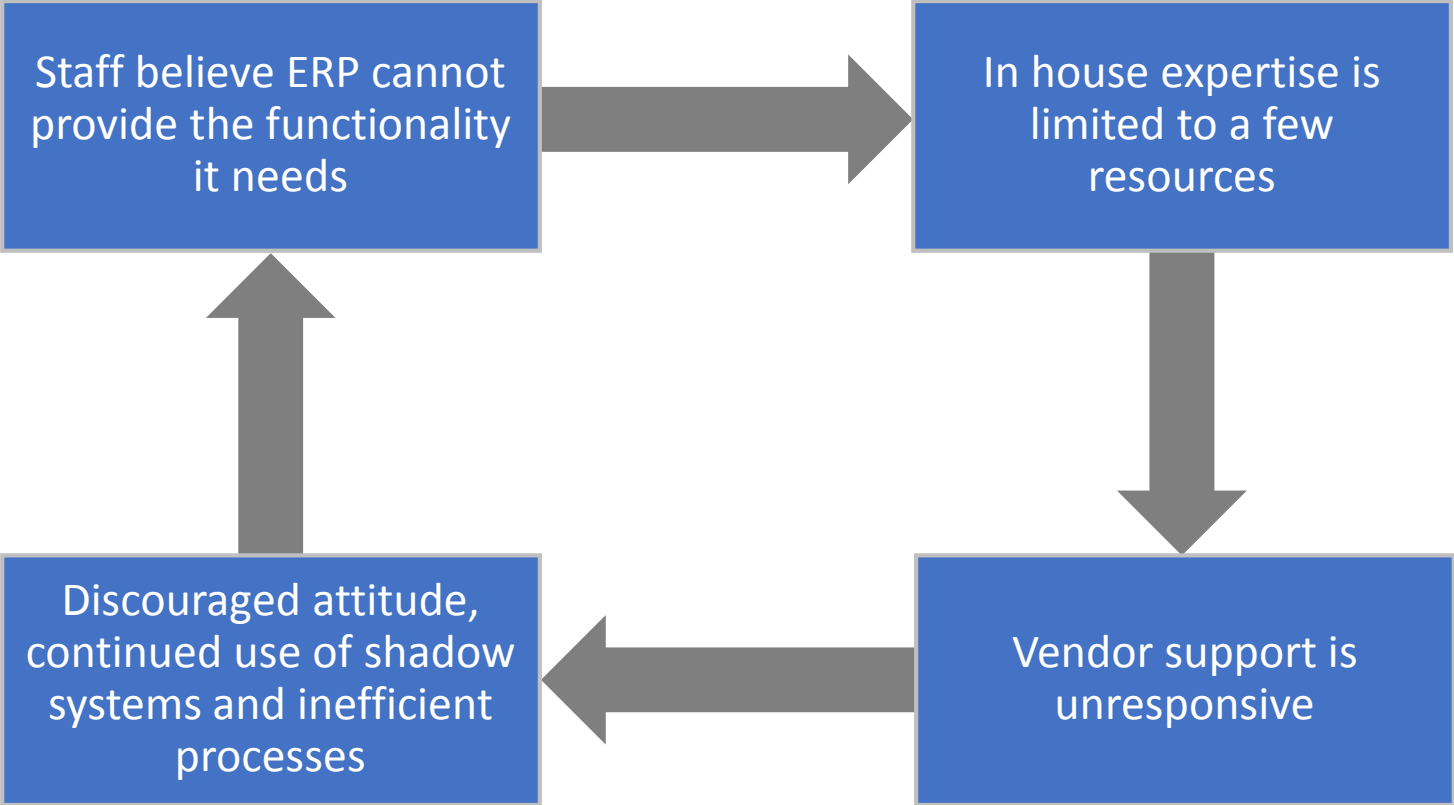 Staff believe ERP cannot
provide the functionality
it needs
In house expertise is
limited to a few
resources
Vendor support is
unresponsive
Discouraged attitude,
continued use of shadow
systems and inefficient
processes